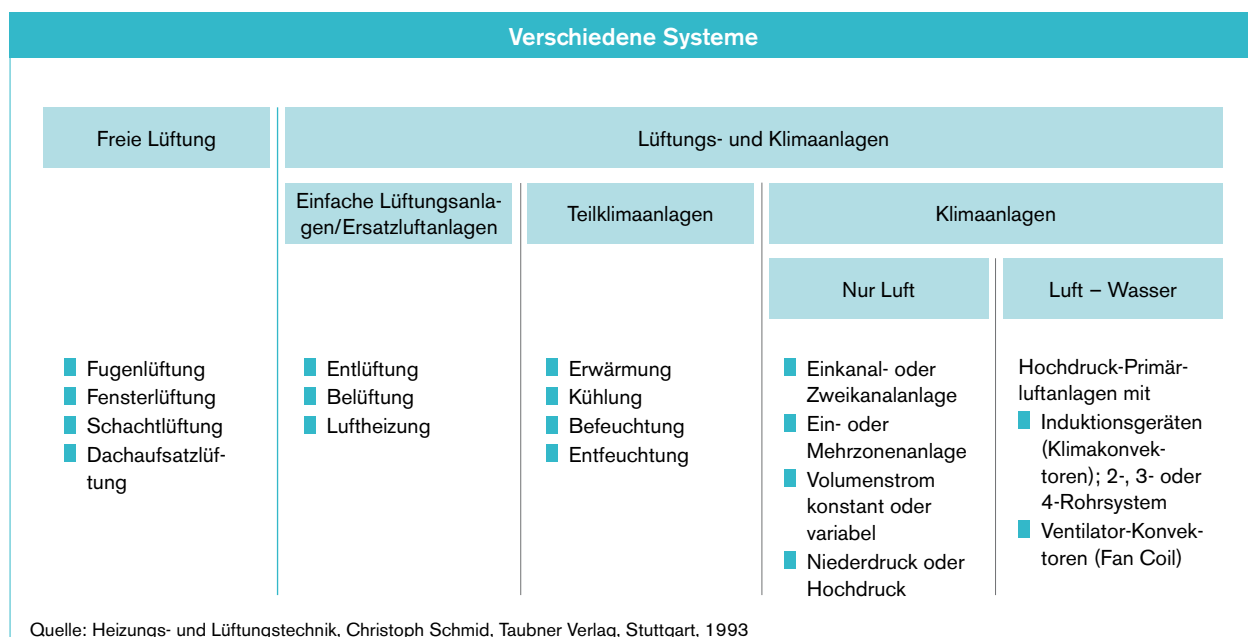 Verschiedene Systeme
Freie Lüftung
Lüftungs- und Klimaanlagen
Einfache Lüftungsanla-
gen/Ersatzluftanlagen
Teilklimaanlagen
Klimaanlagen
Nur Luft
Luft – Wasser
Fugenlüftung
Fensterlüftung
Schachtlüftung
Dachaufsatzlüf-
tung
Entlüftung
Belüftung
Luftheizung
Erwärmung
Kühlung
Befeuchtung
Entfeuchtung
Einkanal- oder
Zweikanalanlage
Ein- oder
Mehrzonenanlage
Volumenstrom
konstant oder
variabel
Niederdruck oder
Hochdruck
Hochdruck-Primär-
luftanlagen mit
Induktionsgeräten
(Klimakonvek-
toren); 2-, 3- oder
4-Rohrsystem
Ventilator-Konvek-
toren (Fan Coil)
Quelle: Heizungs- und Lüftungstechnik, Christoph Schmid, Taubner Verlag, Stuttgart, 1993